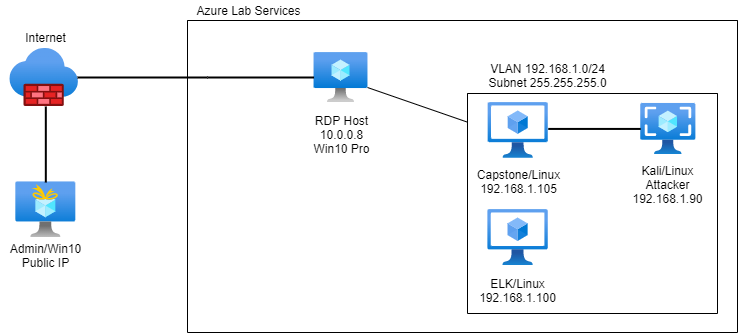 Azure Lab Services
Internet
VLAN 192.168.1.0/24
Subnet 255.255.255.0
RDP Host
10.0.0.8
Win10 Pro
Capstone/Linux
192.168.1.105
Kali/Linux
Attacker
192.168.1.90
Admin/Win10
Public IP
ELK/Linux
192.168.1.100